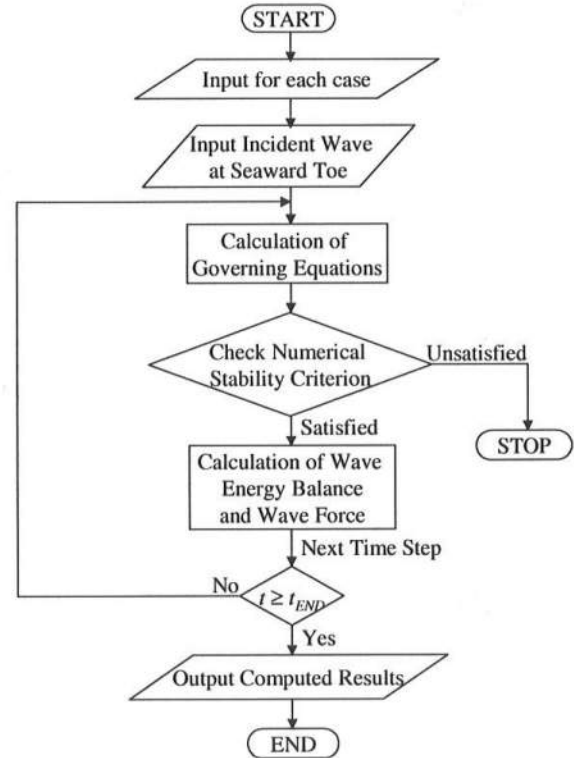 START
Input for each case
Input Incident Wave
at Seaward Toe
Calculation of
Governing Equations
Check Numerical
Stability Criterion
Unsatisfied
STOP
Satisfied
Calculation of Wave
Energy Balance
and Wave Force
Next Time Step
No
t ≥ tEND
Yes
Output Computed Results
END